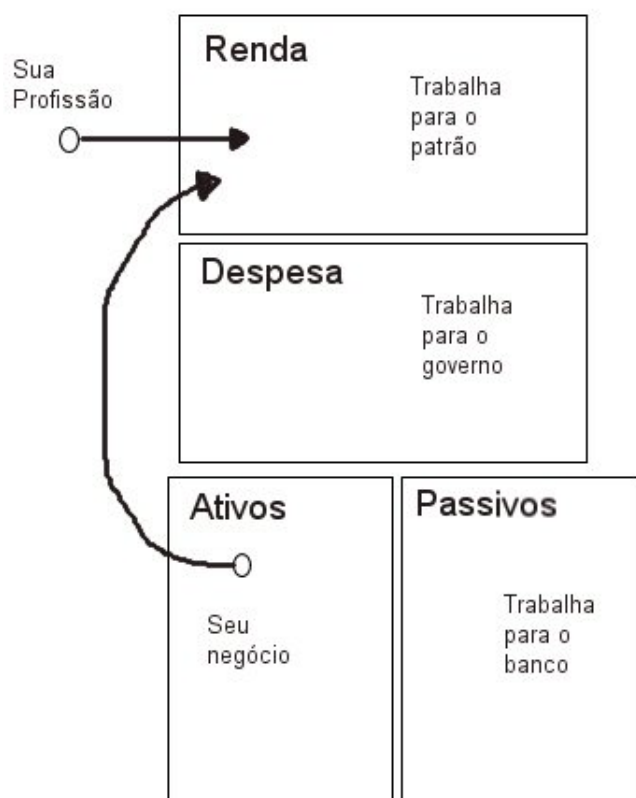 Renda
Sua
Profissão
Trabalha
para o
patrão
Despesa
Trabalha
para o
governo
Ativos
Seu
negócio
Passivos
Trabalha
para o
banco